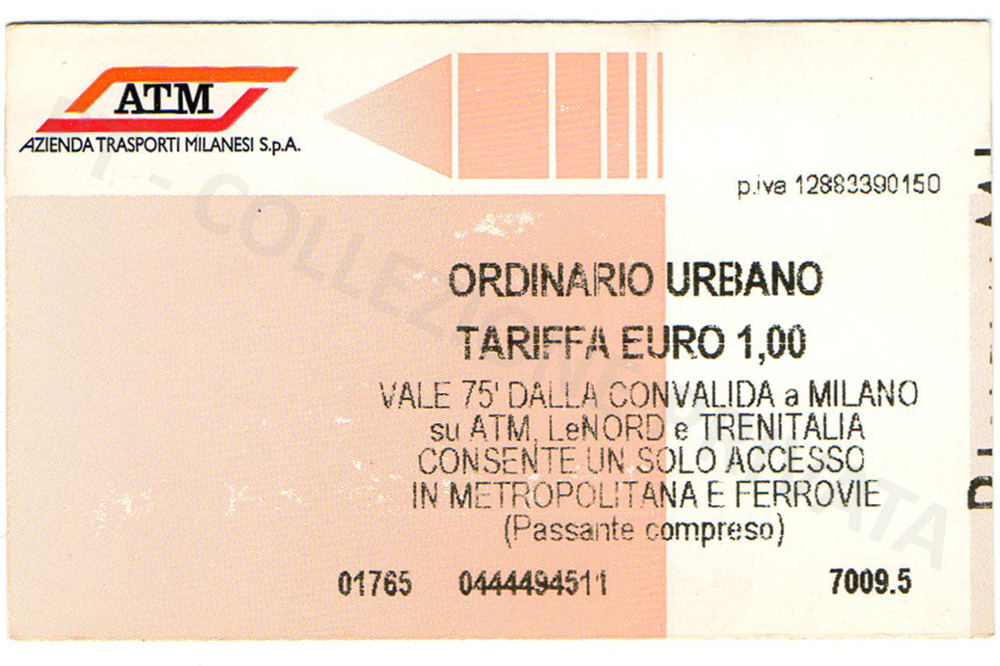 ATM
AZIENDA TRASPORTI MILANESI S.p.A.
p.iva 12883390150
ORDINARIO URBANO
TARIFFA EURO 1,00
VALE 75' DALLA CONVALIDA a MILANO
su ATM, LeNORD e TRENITALIA
CONSENTE UN SOLO ACCESSO
IN METROPOLITANA E FERROVIE
(Passante compreso)
01765 0444494511 7009.5